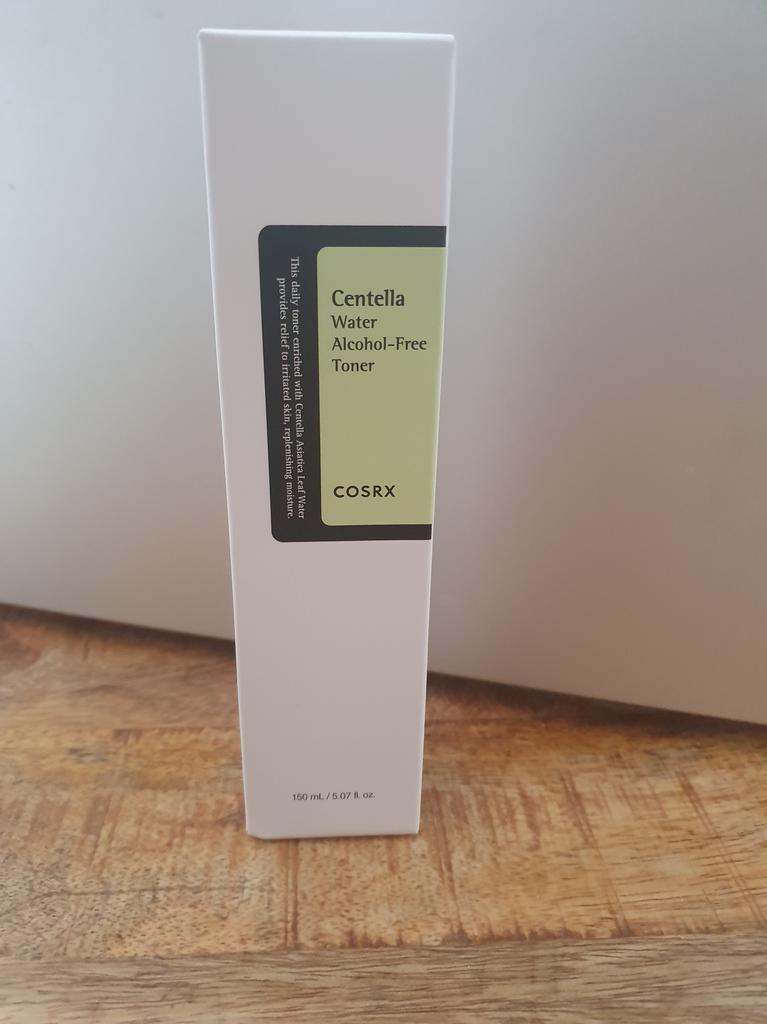 This daily toner enriched with Centella Asiatica Leaf Water
provides relief to irritated skin, replenishing moisture.
Centella
Water
Alcohol-Free
Toner
COSRX
150 mL / 5.07 fl. oz.